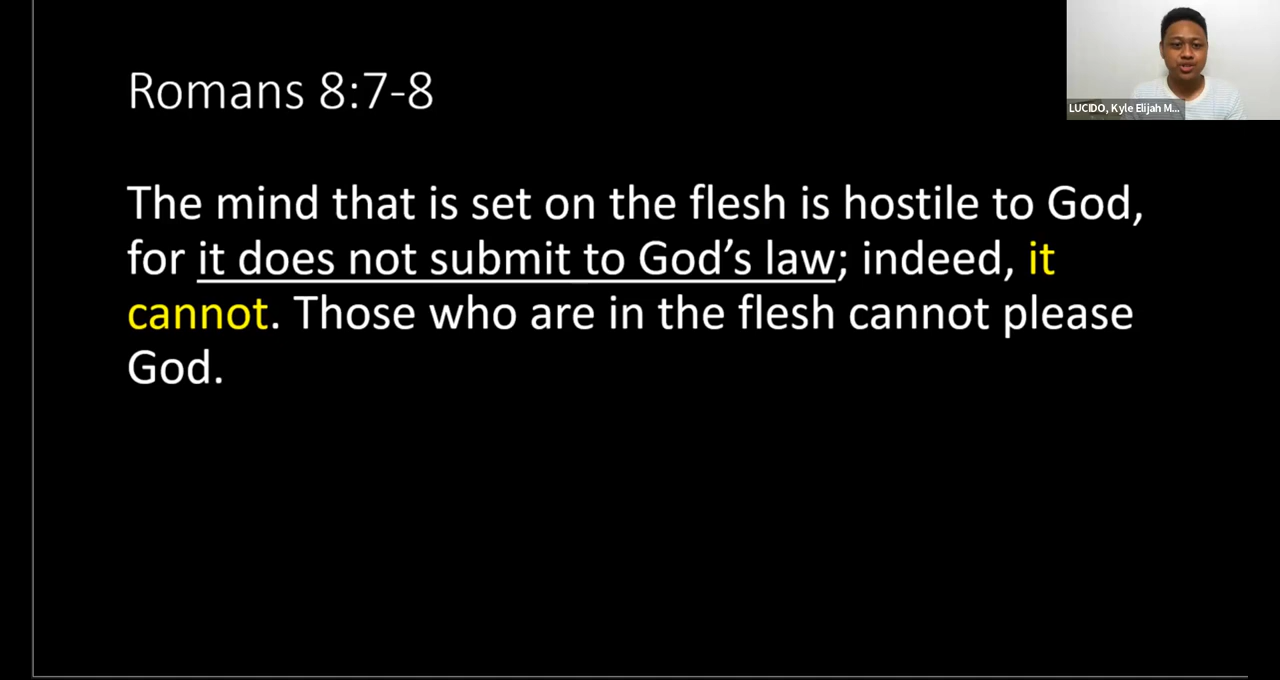 Romans 8:7-8
LUCIDO, Kyle Elijah M...
The mind that is set on the flesh is hostile to God,
for it does not submit to God’s law; indeed, it
cannot. Those who are in the flesh cannot please
God.